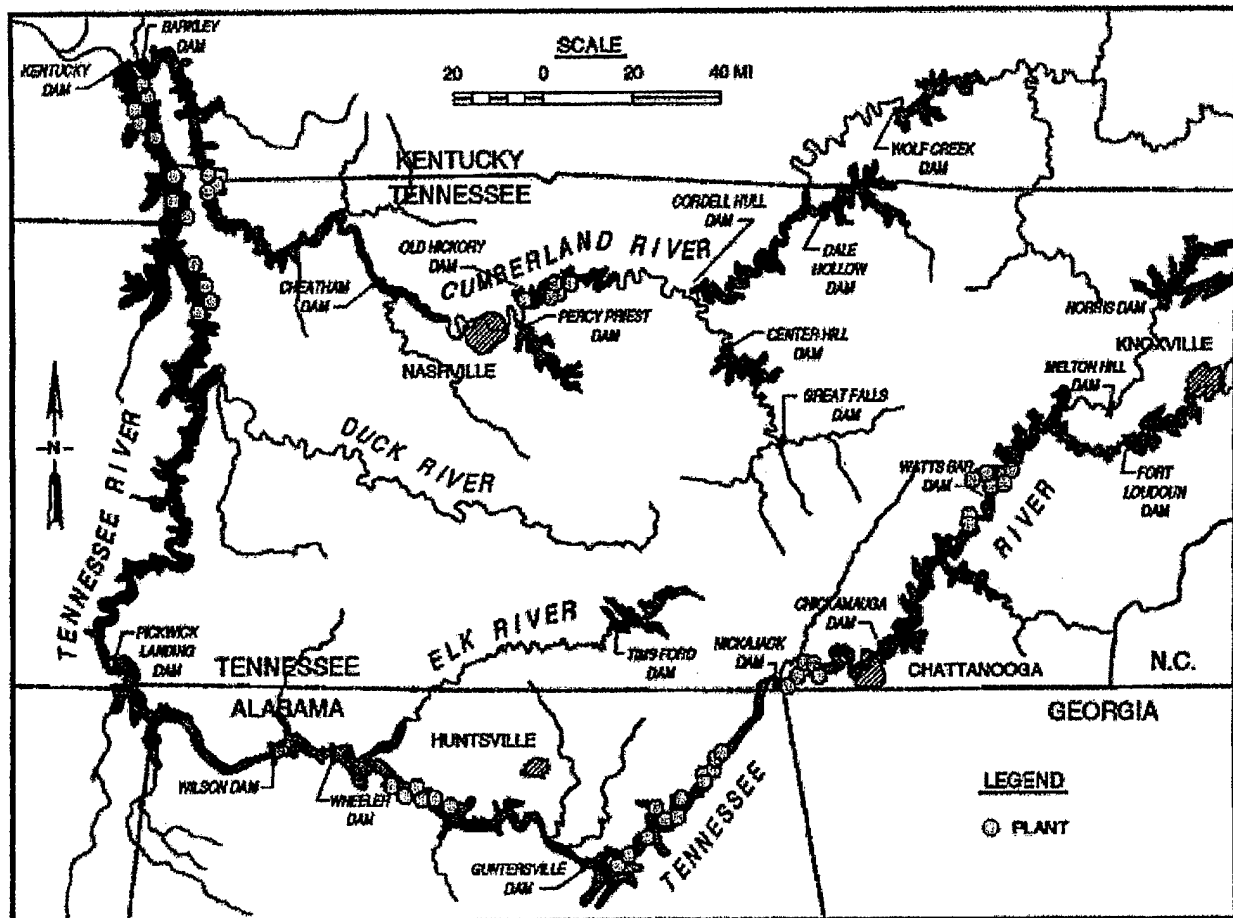 BARKLEY
DAM
KENTUCKY
DAM
SCALE
20 0 20 40 MI
WOLF CREEK
DAM
KENTUCKY
TENNESSEE
CORDELL HULL
DAM
OLD HICKORY
DAM
CUMBERLAND RIVER
DALE
HOLLOW
DAM
CHEATHAM
DAM
PERCY PRIEST
DAM
NORRIS DAM
CENTER HILL
DAM
KNOXVILLE
NASHVILLE
MELTON HILL
DAM
GREAT FALLS
DAM
-N-
DUCK RIVER
WATTS BAR
DAM
FORT
LOUDOUN
DAM
TENNESSEE RIVER
RIVER
CHICKAMAUGA
DAM
PICKWICK
LANDING
DAM
ELK RIVER
NICKAJACK
DAM
TIMS FORD
DAM
TENNESSEE
CHATTANOOGA
N.C.
ALABAMA
GEORGIA
HUNTSVILLE
WILSON DAM
WHEELER
DAM
TENNESSEE
LEGEND
PLANT
GUNTERSVILLE
DAM